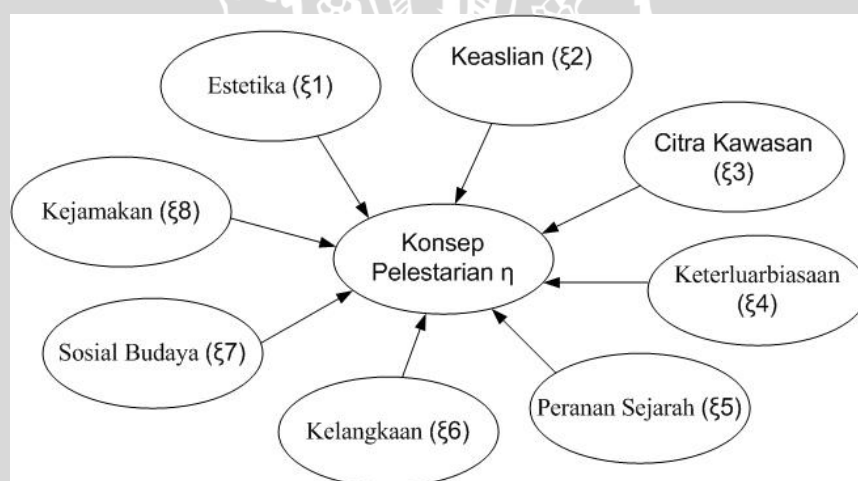 Estetika (ξ1)
Keaslian (ξ2)
Citra Kawasan
(ξ3)
Keterluarbiasaan
(ξ4)
Peranan Sejarah (ξ5)
Kelangkaan (ξ6)
Sosial Budaya (ξ7)
Kejamakan (ξ8)
Konsep
Pelestarian η